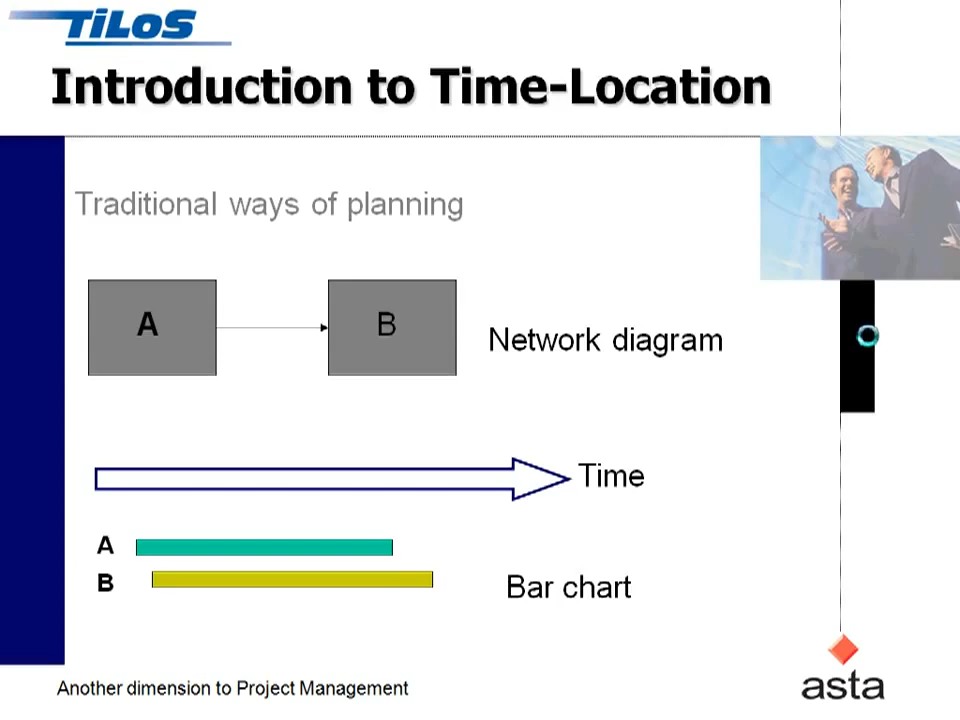 TiLOS
Introduction to Time-Location
Traditional ways of planning
A
B
Network diagram
Time
A
B
Bar chart
Another dimension to Project Management
asta